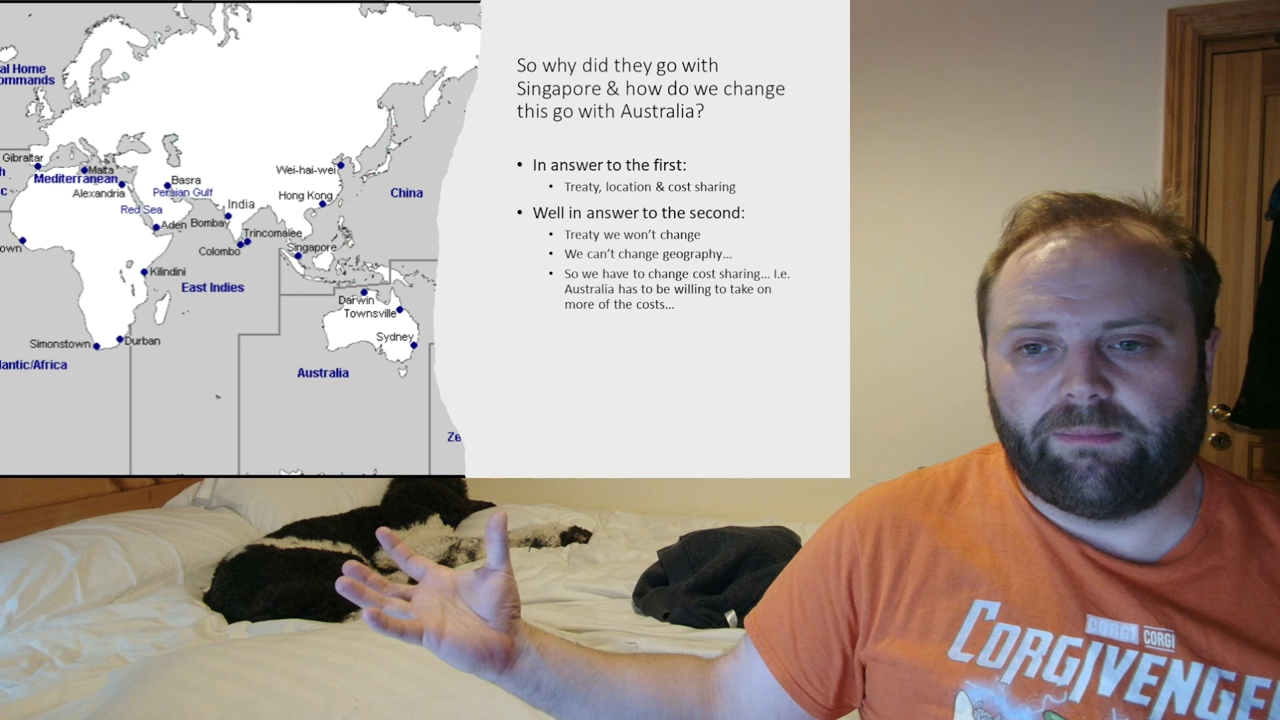 al Home
ommands
Gibraltar
Malta
Mediterranean
Alexandria
Basra
Persian Gulf
Red Sea
Aden
Bombay
India
Trincomalee
Colombo
Wei-hai-wei
Hong Kong
China
Singapore
own
Kilindini
East Indies
Darwin
Townsville
Sydney
Simonstown
Durban
lantic/Africa
Australia
Ze
So why did they go with
Singapore & how do we change
this go with Australia?
• In answer to the first:
• Treaty, location & cost sharing
• Well in answer to the second:
• Treaty we won't change
• We can't change geography…
• So we have to change cost sharing… I.e.
Australia has to be willing to take on
more of the costs…
CORGI CORGI
CORGIVENGE